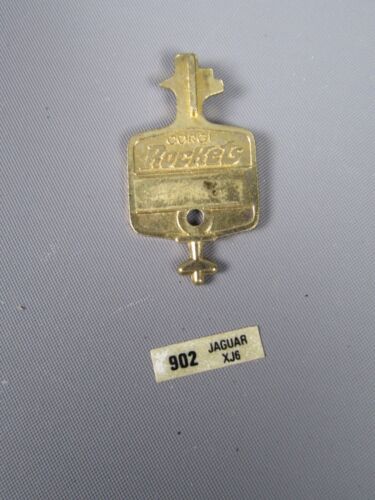 CORGI
Rockets
902 JAGUAR
XJ6